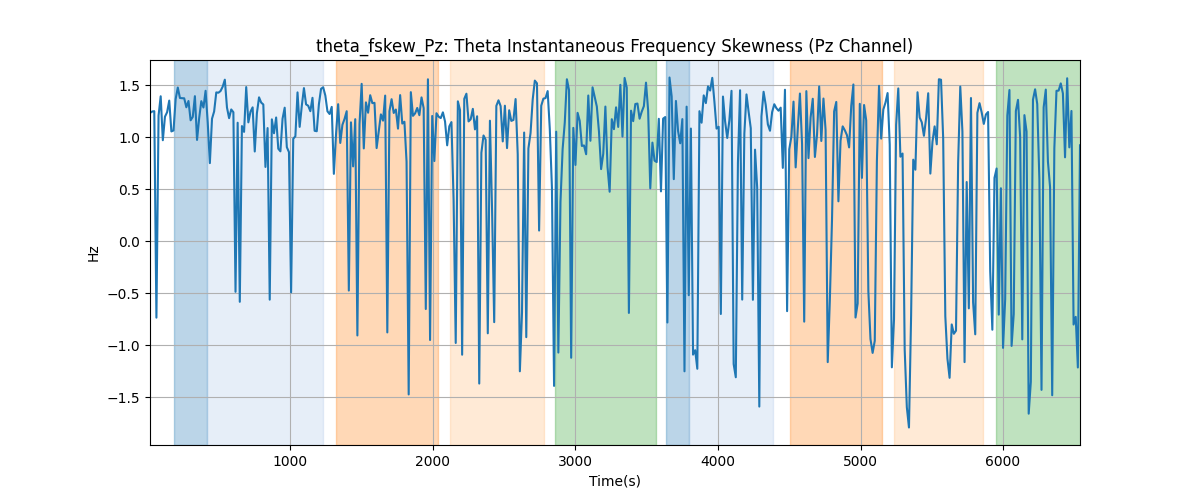 theta_fskew_Pz: Theta Instantaneous Frequency Skewness (Pz Channel)
1.5
1.0
0.5
0.0
−0.5
−1.0
−1.5
Hz
1000 2000 3000 4000 5000 6000
Time(s)